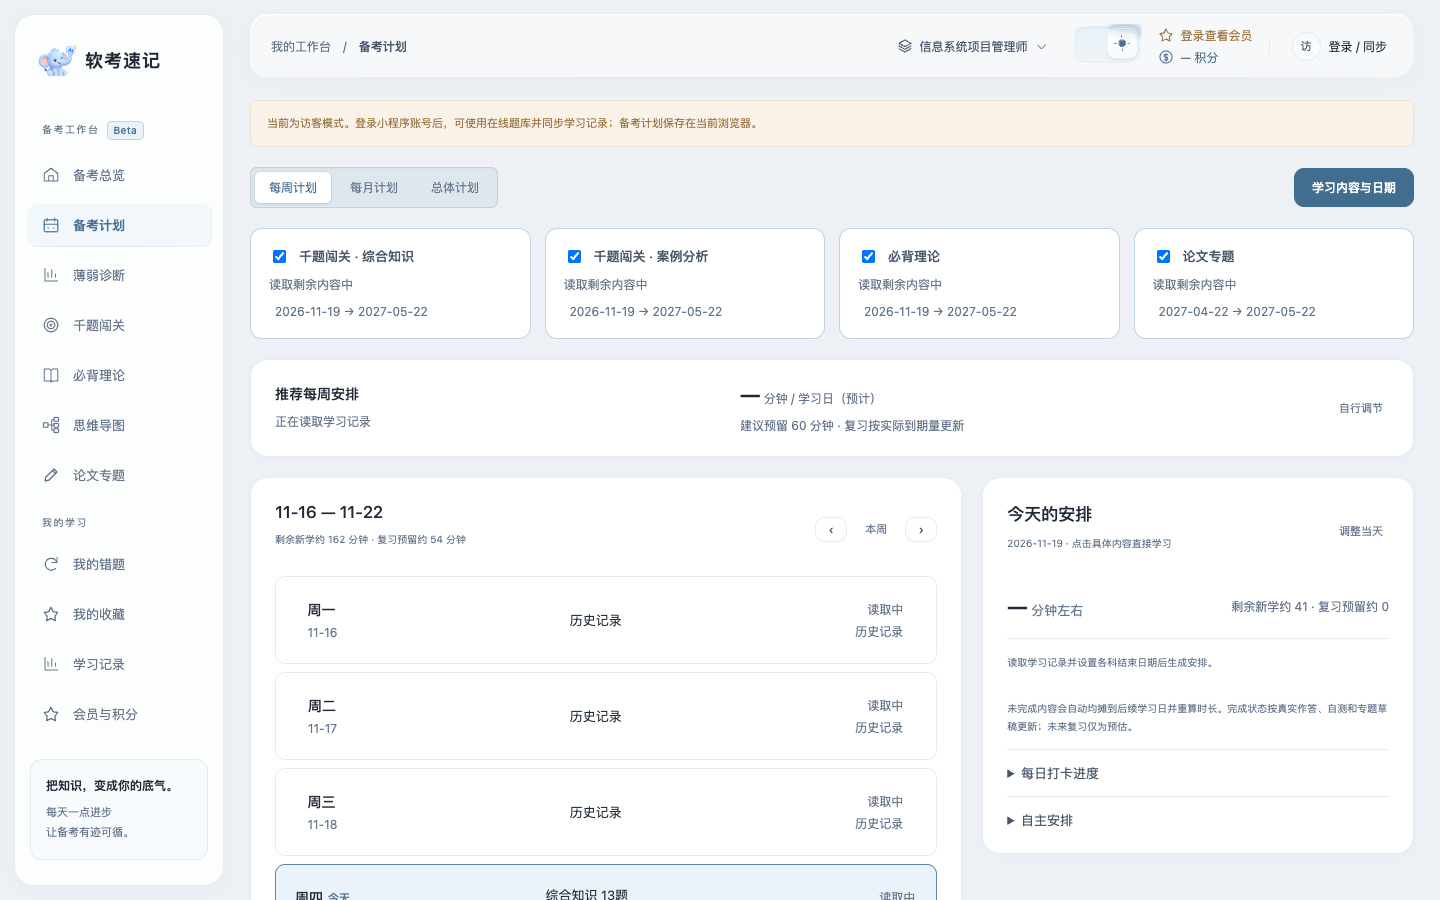 软考速记
备考工作台 Beta
备考总览
备考计划
薄弱诊断
千题闯关
必背理论
思维导图
论文专题
我的学习
我的错题
我的收藏
学习记录
会员与积分
把知识，变成你的底气。
每天一点进步
让备考有迹可循。
我的工作台 / 备考计划
信息系统项目管理师
登录查看会员
— 积分
访 登录 / 同步
当前为访客模式。登录小程序账号后，可使用在线题库并同步学习记录；备考计划保存在当前浏览器。
每周计划 每月计划 总体计划
学习内容与日期
千题闯关 · 综合知识
读取剩余内容中
2026-11-19 → 2027-05-22
千题闯关 · 案例分析
读取剩余内容中
2026-11-19 → 2027-05-22
必背理论
读取剩余内容中
2026-11-19 → 2027-05-22
论文专题
读取剩余内容中
2027-04-22 → 2027-05-22
推荐每周安排
正在读取学习记录
— 分钟 / 学习日（预计）
建议预留 60 分钟 · 复习按实际到期量更新
自行调节
11-16 — 11-22
剩余新学约 162 分钟 · 复习预留约 54 分钟
‹ 本周 ›
周一
11-16
历史记录
读取中
历史记录
周二
11-17
历史记录
读取中
历史记录
周三
11-18
历史记录
读取中
历史记录
周四 今天
综合知识 13题
读取中
今天的安排
2026-11-19 · 点击具体内容直接学习
调整当天
— 分钟左右
剩余新学约 41 · 复习预留约 0
读取学习记录并设置各科结束日期后生成安排。
未完成内容会自动均摊到后续学习日并重算时长。完成状态按真实作答、自测和专题草
稿更新；未来复习仅为预估。
每日打卡进度
自主安排